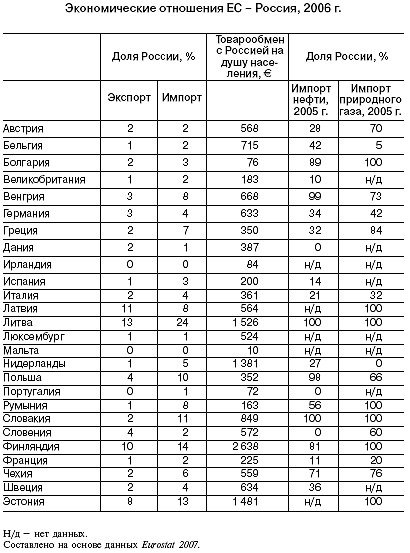 Экономические отношения ЕС – Россия, 2006 г.
Доля России, % Товарообмен с Россией на душу насе- ления, € Доля России, %
Экспорт Импорт Импорт нефти, 2005 г. Импорт природного газа, 2005 г.
Австрия 2 2 568 28 70
Бельгия 1 2 715 42 5
Болгария 2 3 76 89 100
Великобритания 1 2 183 10 н/д
Венгрия 3 8 668 99 73
Германия 3 4 633 34 42
Греция 2 7 350 32 84
Дания 2 1 387 0 н/д
Ирландия 0 0 84 н/д н/д
Испания 1 3 200 14 н/д
Италия 2 4 361 21 32
Латвия 11 8 564 н/д 100
Литва 13 24 1 526 100 100
Люксембург 1 1 524 н/д н/д
Мальта 0 0 10 н/д н/д
Нидерланды 1 5 1 381 27 0
Польша 4 10 352 98 66
Португалия 0 1 72 0 н/д
Румыния 1 8 163 56 100
Словакия 2 11 849 100 100
Словения 4 2 572 0 60
Финляндия 10 14 2 638 81 100
Франция 1 2 225 11 20
Чехия 2 6 559 71 76
Швеция 2 4 634 36 н/д
Эстония 8 13 1 481 н/д 100
Н/д – нет данных.
Составлено на основе данных Eurostat 2007.